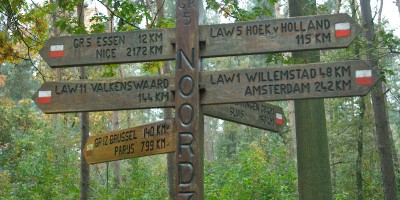 GR5 ESSEN 12 KM
NICE 2172 KM
LAW5 HOEK v HOLLAND
115 KM
LAW11 VALKENSWAARD
144 KM
LAW1 WILLEMSTAD 48 KM
AMSTERDAM 242 KM
GR12 BRUSSEL 140 KM
PARIJS 799 KM
NOORD